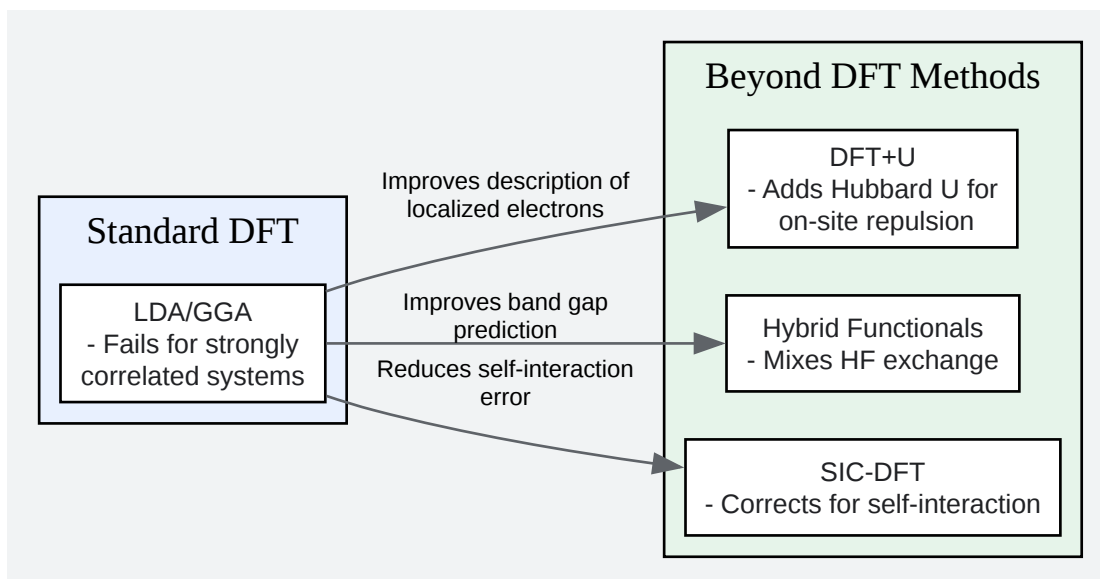 Standard DFT
LDA/GGA
- Fails for strongly
correlated systems
Improves description of
localized electrons
Improves band gap
prediction
Reduces self-interaction
error
Beyond DFT Methods
DFT+U
- Adds Hubbard U for
on-site repulsion
Hybrid Functionals
- Mixes HF exchange
SIC-DFT
- Corrects for self-interaction